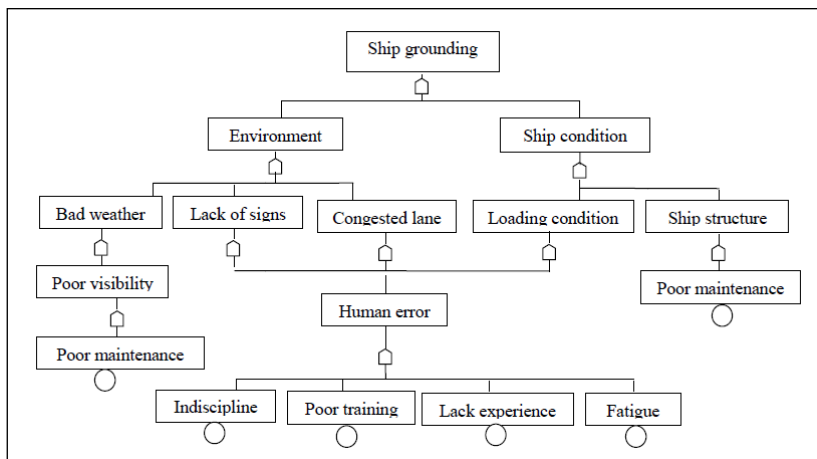 Ship grounding
Environment
Ship condition
Bad weather
Lack of signs
Congested lane
Loading condition
Ship structure
Poor visibility
Poor maintenance
Human error
Poor maintenance
Indiscipline
Poor training
Lack experience
Fatigue